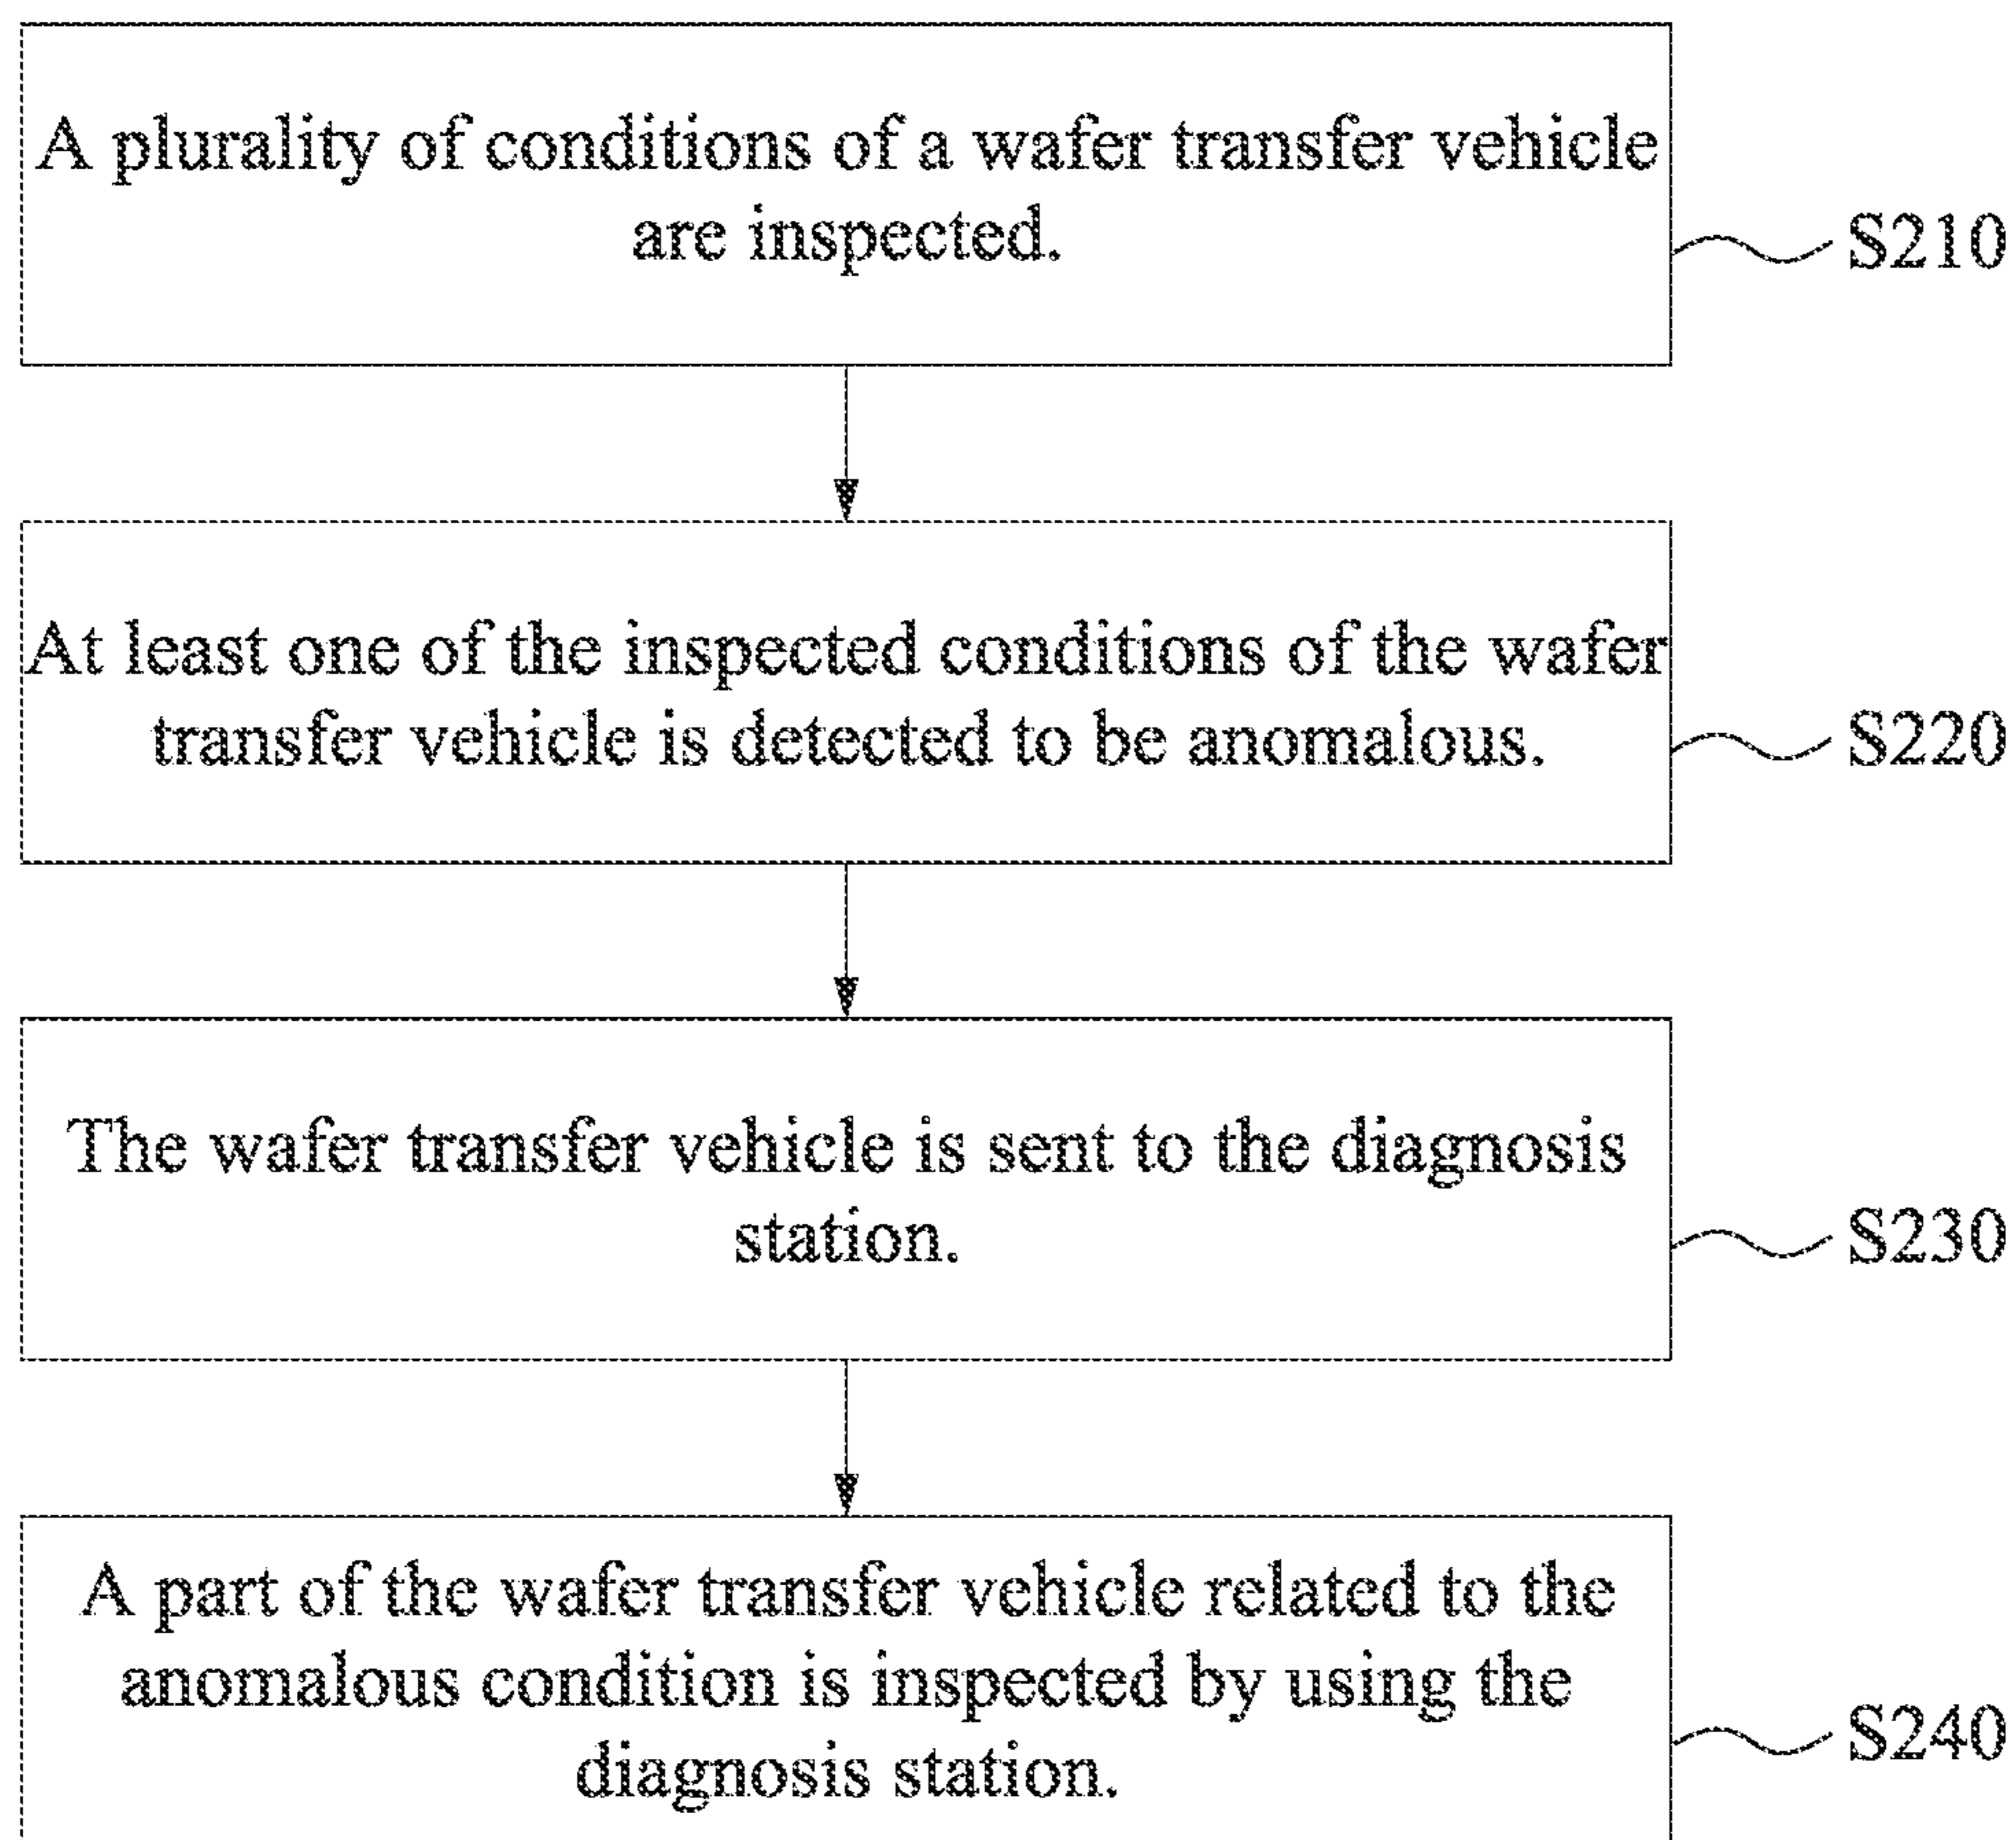 A plurality of conditions of a wafer transfer vehicle
are inspected.
S210
At least one of the inspected conditions of the wafer
transfer vehicle is detected to be anomalous.
S220
The wafer transfer vehicle is sent to the diagnosis
station.
S230
A part of the wafer transfer vehicle related to the
anomalous condition is inspected by using the
diagnosis station.
S240